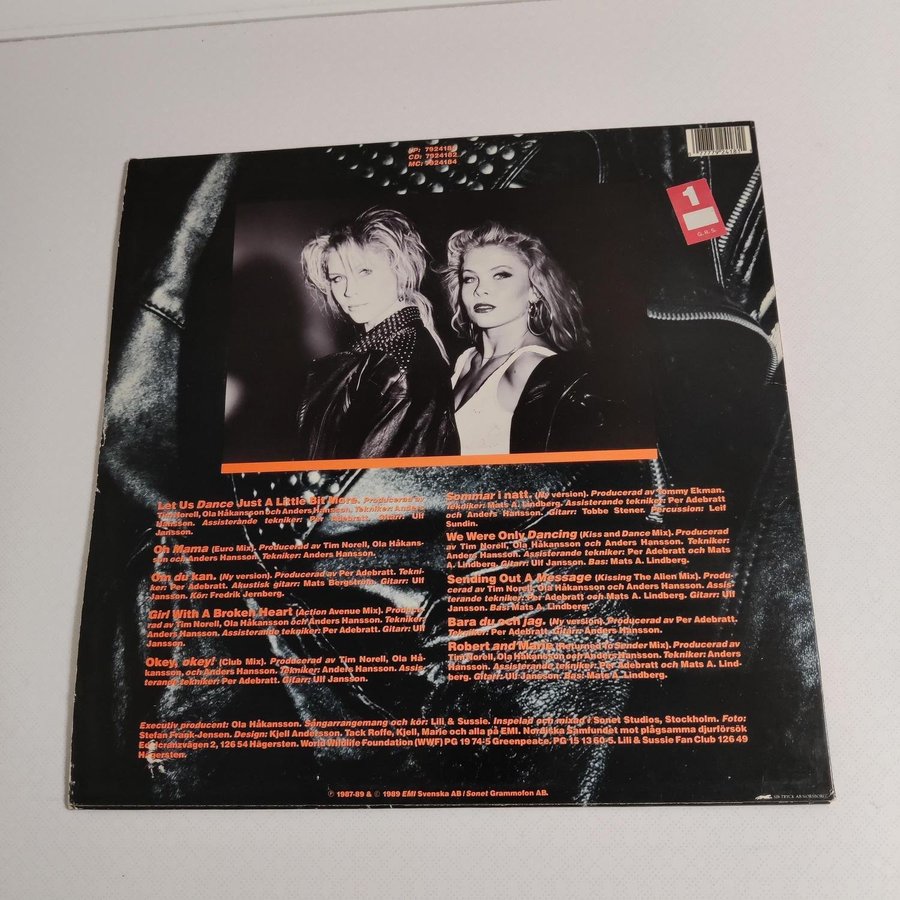 LP: 7924181
CD: 7924182
MC: 7924184
1
G.R.S.
Let Us Dance Just A Little Bit More. Producerad av
Tim Norell, Ola Håkansson och Anders Hansson. Tekniker: Anders
Hansson. Assisterande tekniker: Per Adebratt. Gitarr: Ulf
Jansson.
Oh Mama (Euro Mix). Producerad av Tim Norell, Ola Håkans-
son och Anders Hansson. Tekniker: Anders Hansson.
Om du kan. (Ny version). Producerad av Per Adebratt. Tekni-
ker: Per Adebratt. Akustisk gitarr: Mats Bergström. Gitarr: Ulf
Jansson. Kör: Fredrik Jernberg.
Girl With A Broken Heart (Action Avenue Mix). Produce-
rad av Tim Norell, Ola Håkansson och Anders Hansson. Tekniker:
Anders Hansson. Assisterande tekniker: Per Adebratt. Gitarr: Ulf
Jansson.
Okey, okey! (Club Mix). Producerad av Tim Norell, Ola Hå-
kansson, och Anders Hansson. Tekniker: Anders Hansson. Assis-
terande tekniker: Per Adebratt. Gitarr: Ulf Jansson.
Sommar i natt. (Ny version). Producerad av Tommy Ekman.
Tekniker: Mats A. Lindberg. Assisterande tekniker: Per Adebratt
och Anders Hansson. Gitarr: Tobbe Stener. Percussion: Leif
Sundin.
We Were Only Dancing (Kiss and Dance Mix). Producerad
av Tim Norell, Ola Håkansson och Anders Hansson. Tekniker:
Anders Hansson. Assisterande tekniker: Per Adebratt och Mats
A. Lindberg. Gitarr: Ulf Jansson. Bas: Mats A. Lindberg.
Sending Out A Message (Kissing The Alien Mix). Produ-
cerad av Tim Norell, Ola Håkansson och Anders Hansson. Assis-
terande tekniker: Per Adebratt och Mats A. Lindberg. Gitarr: Ulf
Jansson. Bas: Mats A. Lindberg.
Bara du och jag. (Ny version). Producerad av Per Adebratt.
Tekniker: Per Adebratt. Gitarr: Anders Hansson.
Robert and Marie (Returned To Sender Mix). Producerad av
Tim Norell, Ola Håkansson och Anders Hansson. Tekniker: Anders
Hansson. Assisterande tekniker: Per Adebratt och Mats A. Lind-
berg. Gitarr: Ulf Jansson. Bas: Mats A. Lindberg.
Executiv producent: Ola Håkansson. Sångarrangemang och kör: Lili & Sussie. Inspelad och mixad i Sonet Studios, Stockholm. Foto:
Stefan Frank-Jensen. Design: Kjell Andersson. Tack Roffe, Kjell, Marie och alla på EMI. Nordiska Samfundet mot plågsamma djurförsök
Edelcranzvägen 2, 126 54 Hägersten. World Wildlife Foundation (WWF) PG 19 74-5 Greenpeace. PG 15 13 60-5. Lili & Sussie Fan Club 126 49
Hägersten.
℗ 1987-89 & © 1989 EMI Svenska AB / Sonet Grammofon AB.
SIB-TRYCK AB NORSBORG